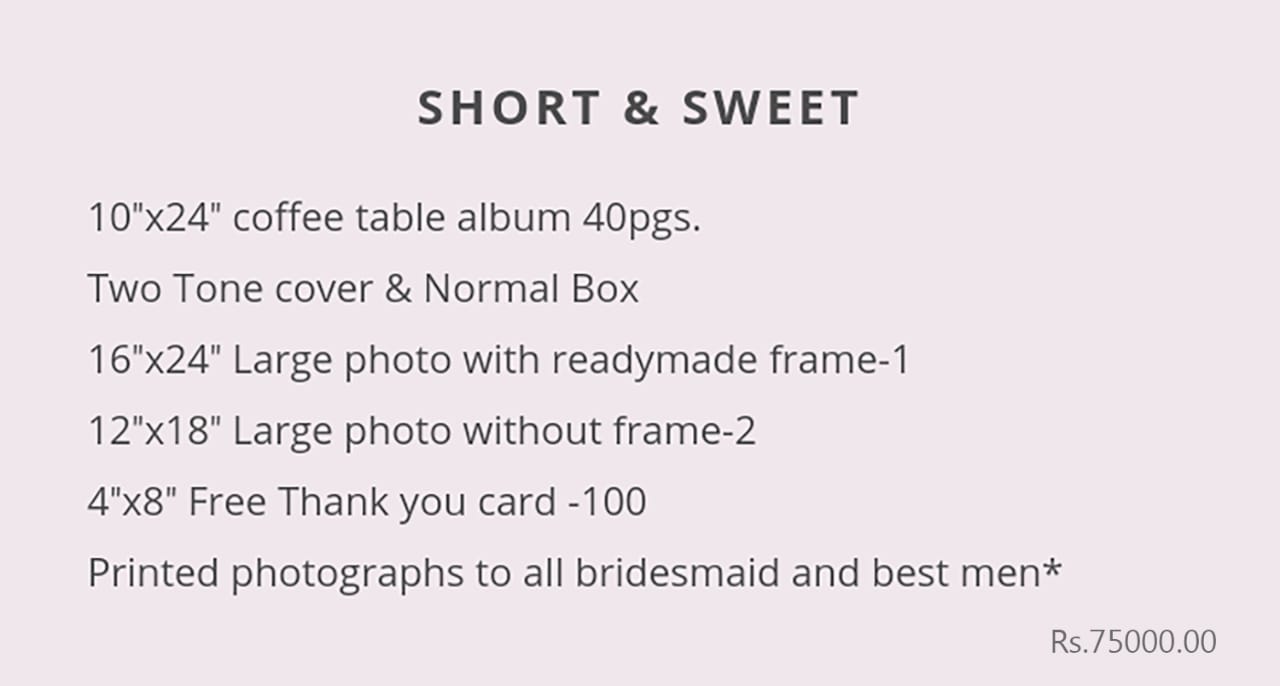 SHORT & SWEET
10"x24" coffee table album 40pgs.
Two Tone cover & Normal Box
16"x24" Large photo with readymade frame-1
12"x18" Large photo without frame-2
4"x8" Free Thank you card -100
Printed photographs to all bridesmaid and best men*
Rs.75000.00